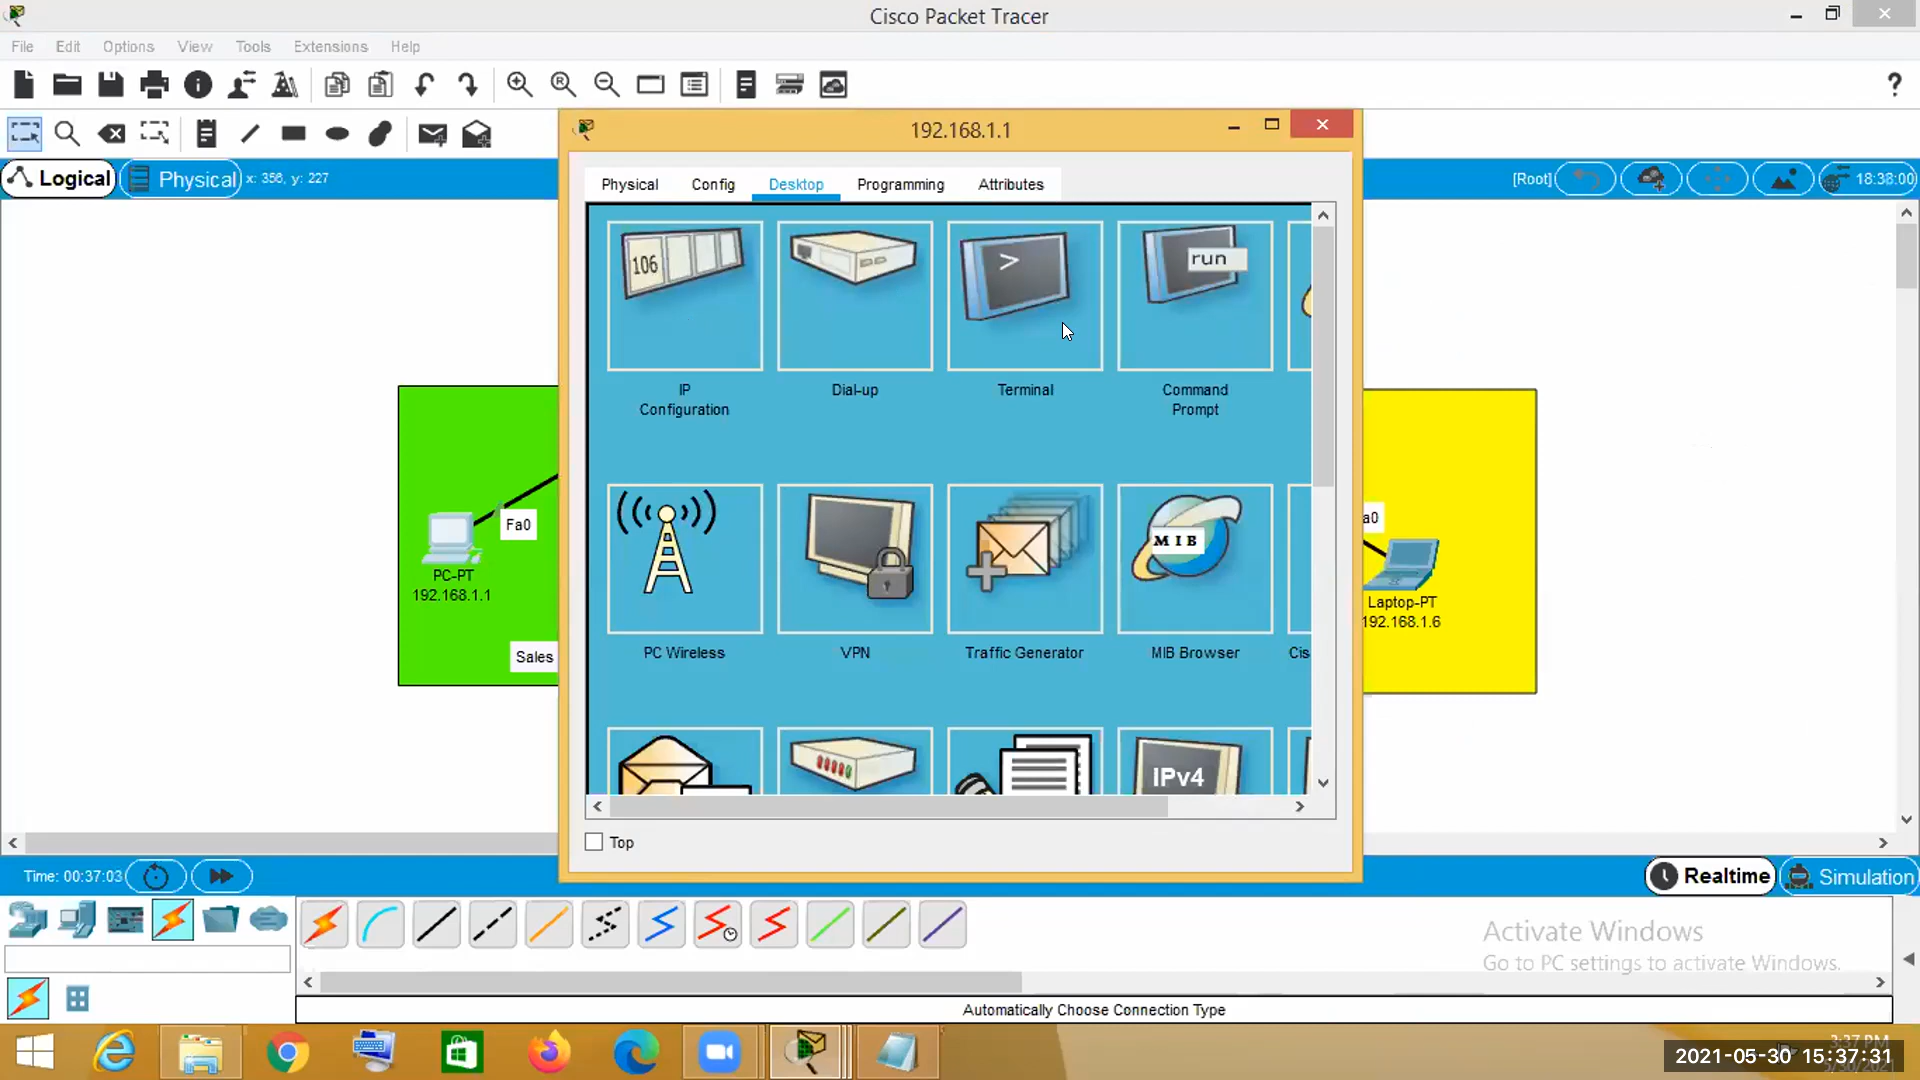 Cisco Packet Tracer
File Edit Options View Tools Extensions Help
?
192.168.1.1
Logical Physical x: 356, y: 227
[Root] 18:38:00
Physical Config Desktop Programming Attributes
106
>
run
IP
Configuration
Dial-up
Terminal
Command
Prompt
MIB
PC Wireless
VPN
Traffic Generator
MIB Browser
Cis
IPv4
Top
Fa0
PC-PT
192.168.1.1
Sales
a0
Laptop-PT
192.168.1.6
Time: 00:37:03
Realtime Simulation
Activate Windows
Go to PC settings to activate Windows.
Automatically Choose Connection Type
3:37 PM
2021-05-30 15:37:31